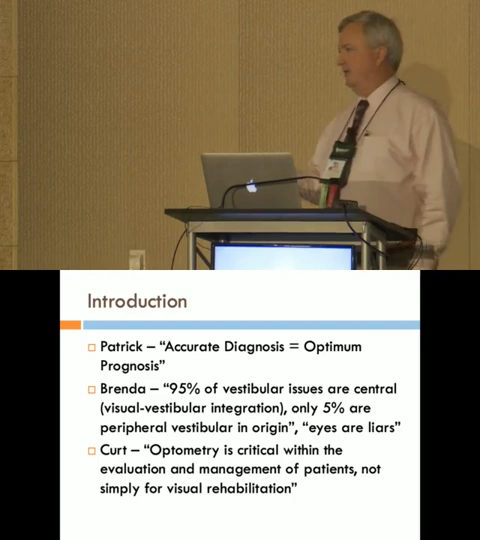 Introduction
Patrick – “Accurate Diagnosis = Optimum
Prognosis”
Brenda – “95% of vestibular issues are central
(visual-vestibular integration), only 5% are
peripheral vestibular in origin”, “eyes are liars”
Curt – “Optometry is critical within the
evaluation and management of patients, not
simply for visual rehabilitation”